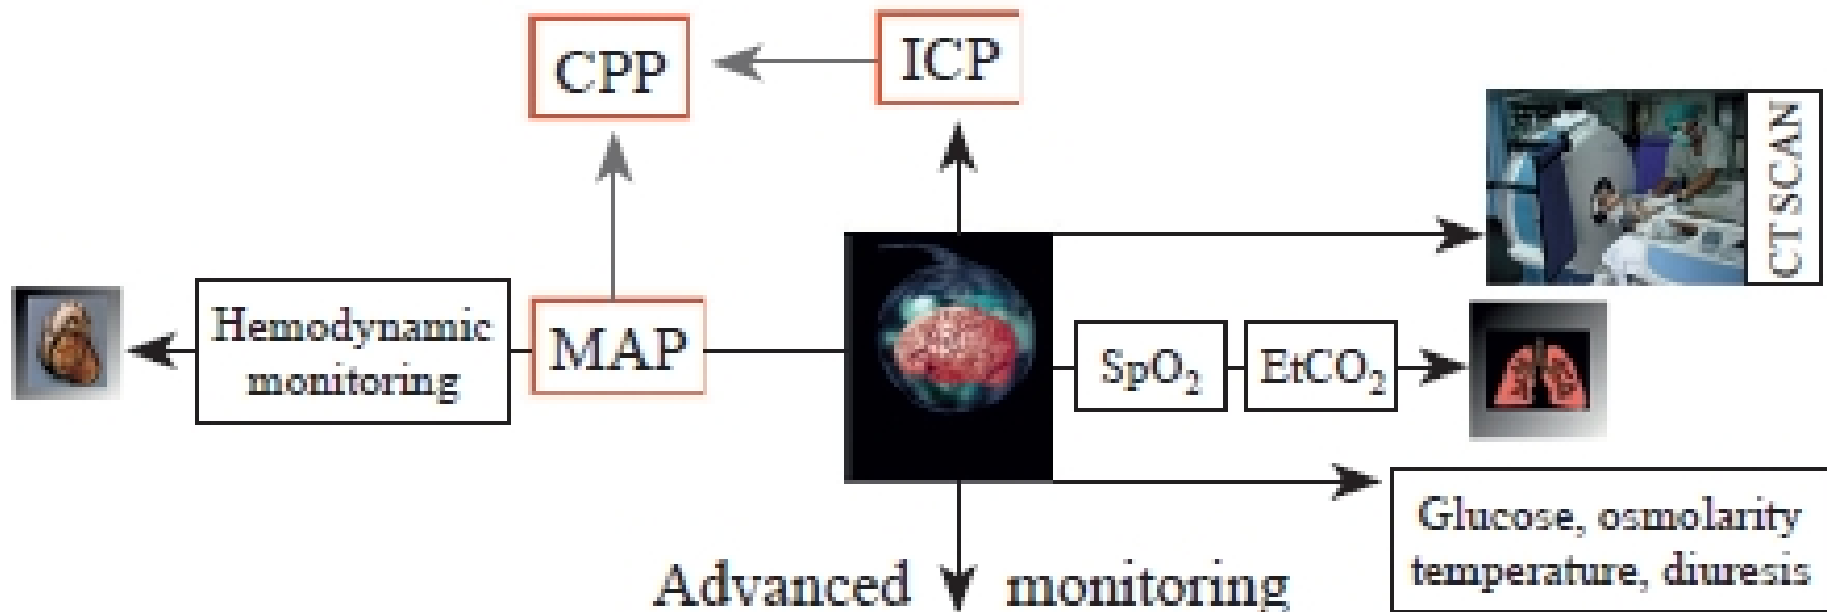 CPP
ICP
CT SCAN
Hemodynamic
monitoring
MAP
SpO₂
EtCO₂
Glucose, osmolarity
temperature, diuresis
Advanced monitoring